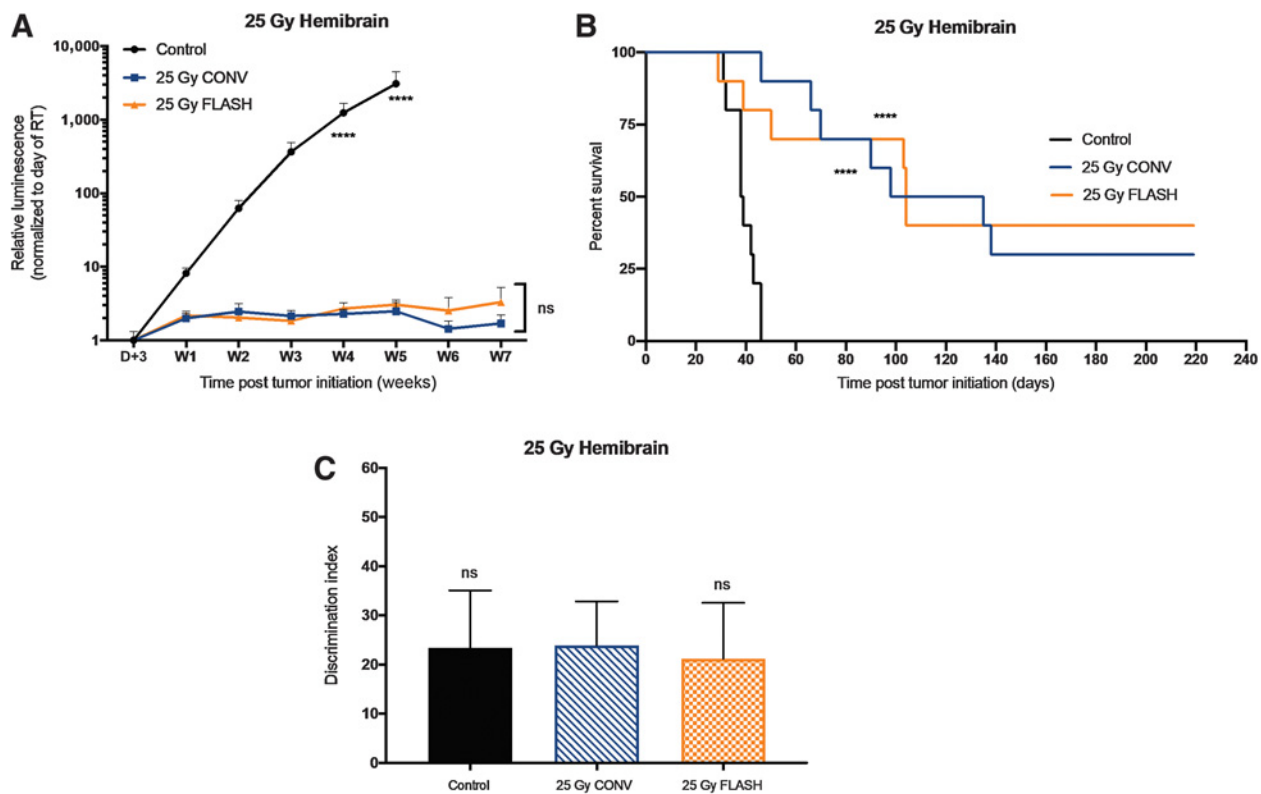 A
25 Gy Hemibrain
Relative luminescence
(normalized to day of RT)
10,000
1,000
100
10
1
Control
25 Gy CONV
25 Gy FLASH
****
****
ns
D+3 W1 W2 W3 W4 W5 W6 W7
Time post tumor initiation (weeks)
B
25 Gy Hemibrain
Percent survival
100
75
50
25
0
****
****
Control
25 Gy CONV
25 Gy FLASH
0 20 40 60 80 100 120 140 160 180 200 220 240
Time post tumor initiation (days)
C
25 Gy Hemibrain
Discrimination index
60
50
40
30
20
10
0
ns
ns
Control 25 Gy CONV 25 Gy FLASH